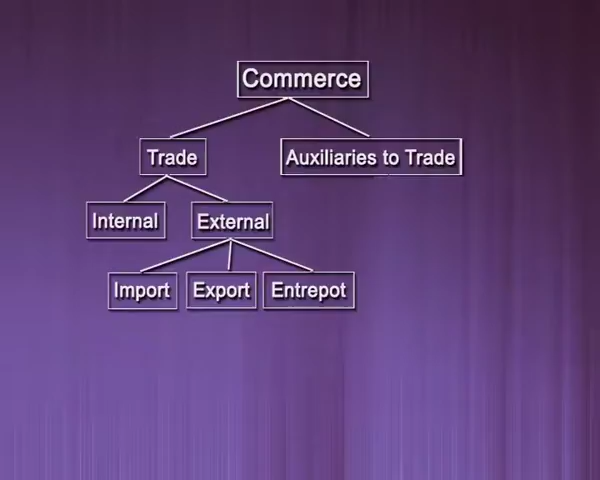 Commerce
Trade
Auxiliaries to Trade
Internal
External
Import
Export
Entrepot